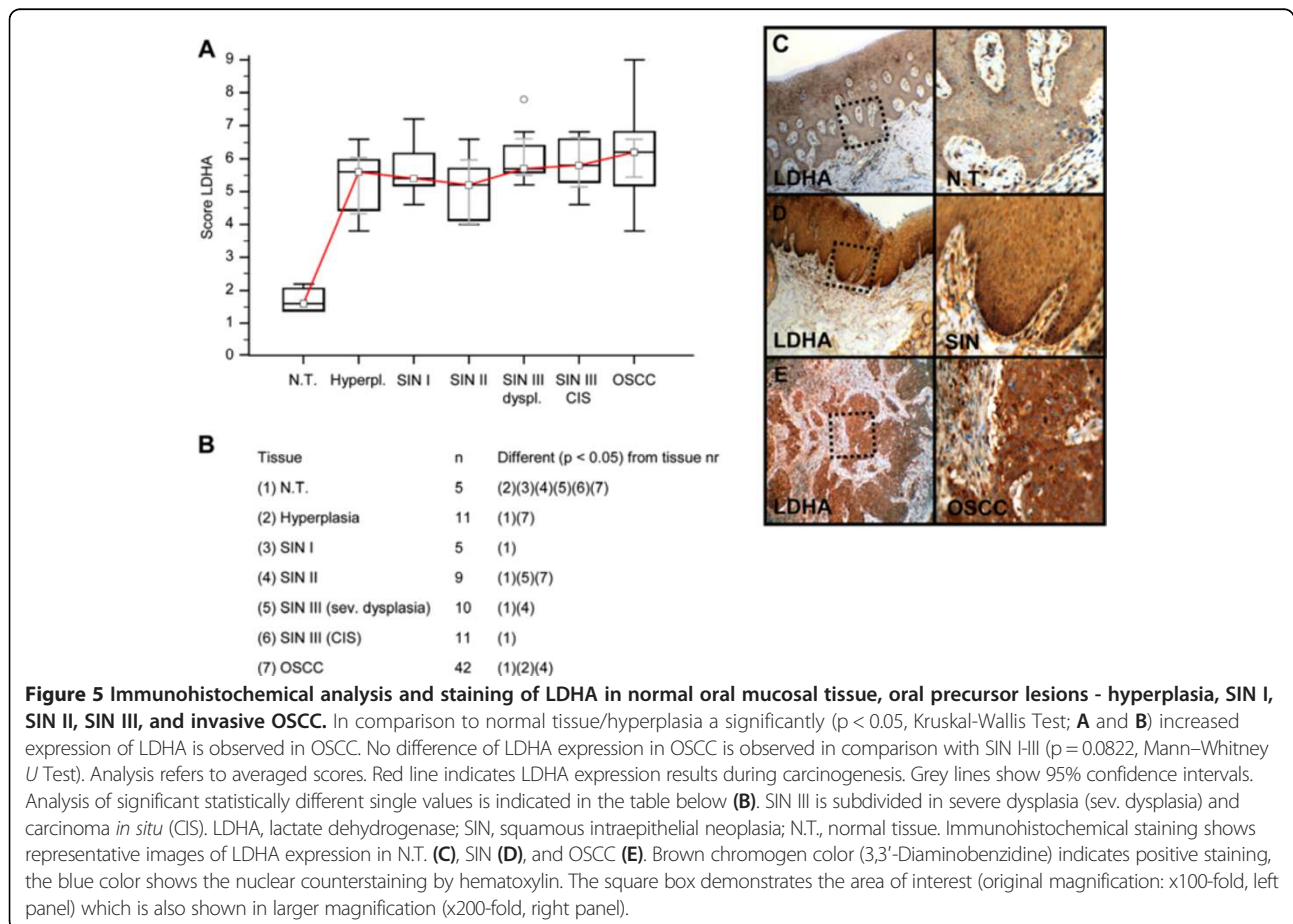 A
9
8
7
6
5
4
3
2
1
0
Score LDHA
N.T. Hyperpl. SIN I SIN II SIN III dyspl. SIN III CIS OSCC
B
Tissue n Different (p < 0.05) from tissue nr
(1) N.T. 5 (2)(3)(4)(5)(6)(7)
(2) Hyperplasia 11 (1)(7)
(3) SIN I 5 (1)
(4) SIN II 9 (1)(5)(7)
(5) SIN III (sev. dysplasia) 10 (1)(4)
(6) SIN III (CIS) 11 (1)
(7) OSCC 42 (1)(2)(4)
C
LDHA N.T.
D
LDHA SIN
E
LDHA OSCC
Figure 5 Immunohistochemical analysis and staining of LDHA in normal oral mucosal tissue, oral precursor lesions - hyperplasia, SIN I,
SIN II, SIN III, and invasive OSCC. In comparison to normal tissue/hyperplasia a significantly (p < 0.05, Kruskal-Wallis Test; A and B) increased
expression of LDHA is observed in OSCC. No difference of LDHA expression in OSCC is observed in comparison with SIN I-III (p = 0.0822, Mann–Whitney
U Test). Analysis refers to averaged scores. Red line indicates LDHA expression results during carcinogenesis. Grey lines show 95% confidence intervals.
Analysis of significant statistically different single values is indicated in the table below (B). SIN III is subdivided in severe dysplasia (sev. dysplasia) and
carcinoma in situ (CIS). LDHA, lactate dehydrogenase; SIN, squamous intraepithelial neoplasia; N.T., normal tissue. Immunohistochemical staining shows
representative images of LDHA expression in N.T. (C), SIN (D), and OSCC (E). Brown chromogen color (3,3′-Diaminobenzidine) indicates positive staining,
the blue color shows the nuclear counterstaining by hematoxylin. The square box demonstrates the area of interest (original magnification: x100-fold, left
panel) which is also shown in larger magnification (x200-fold, right panel).